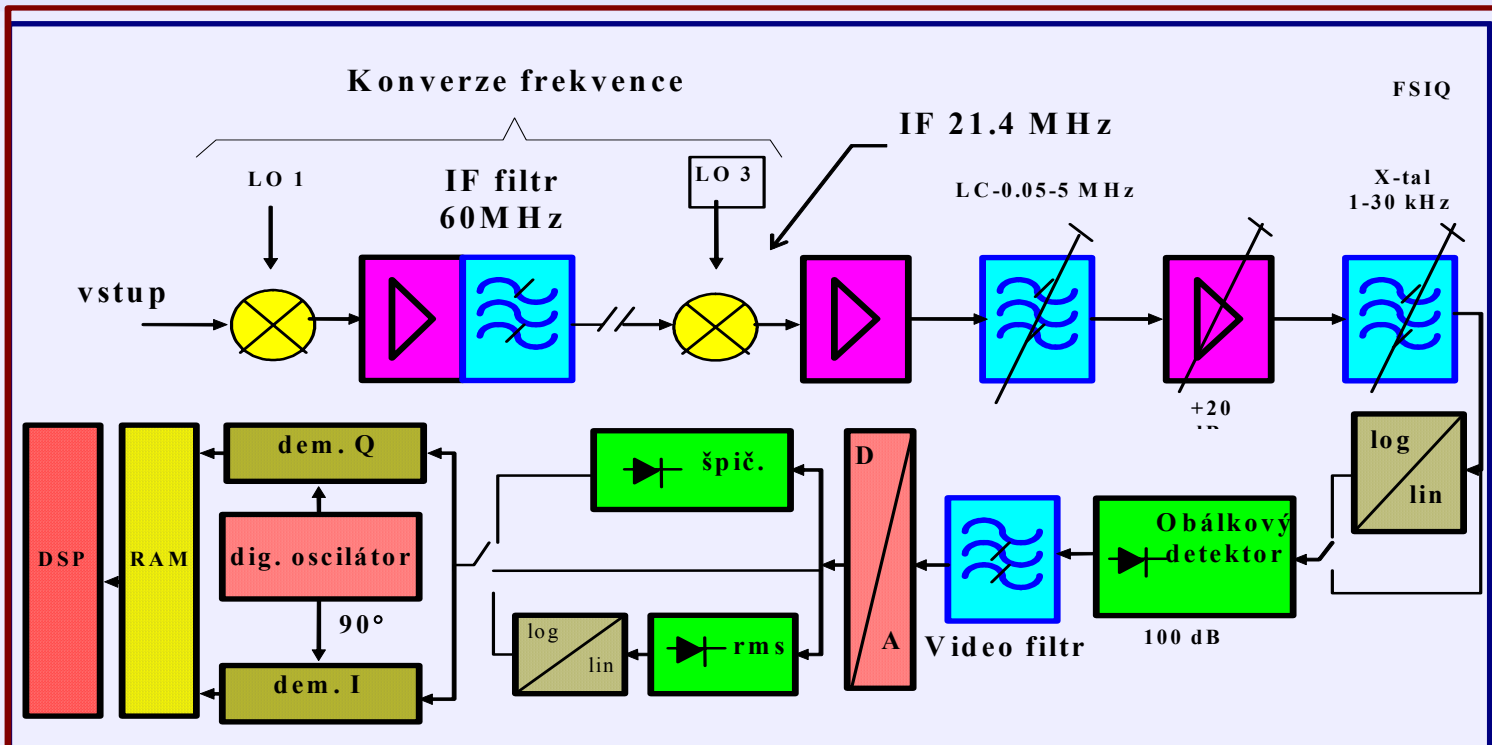 Konverze frekvence
FSIQ
IF 21.4 MHz
LO 1
IF filtr
60MHz
LO 3
LC-0.05-5 MHz
X-tal
1-30 kHz
vstup
+20
log
lin
dem. Q
špič.
D
A
Obálkový
detektor
100 dB
DSP
RAM
dig. oscilátor
90°
log
lin
rms
Video filtr
dem. I